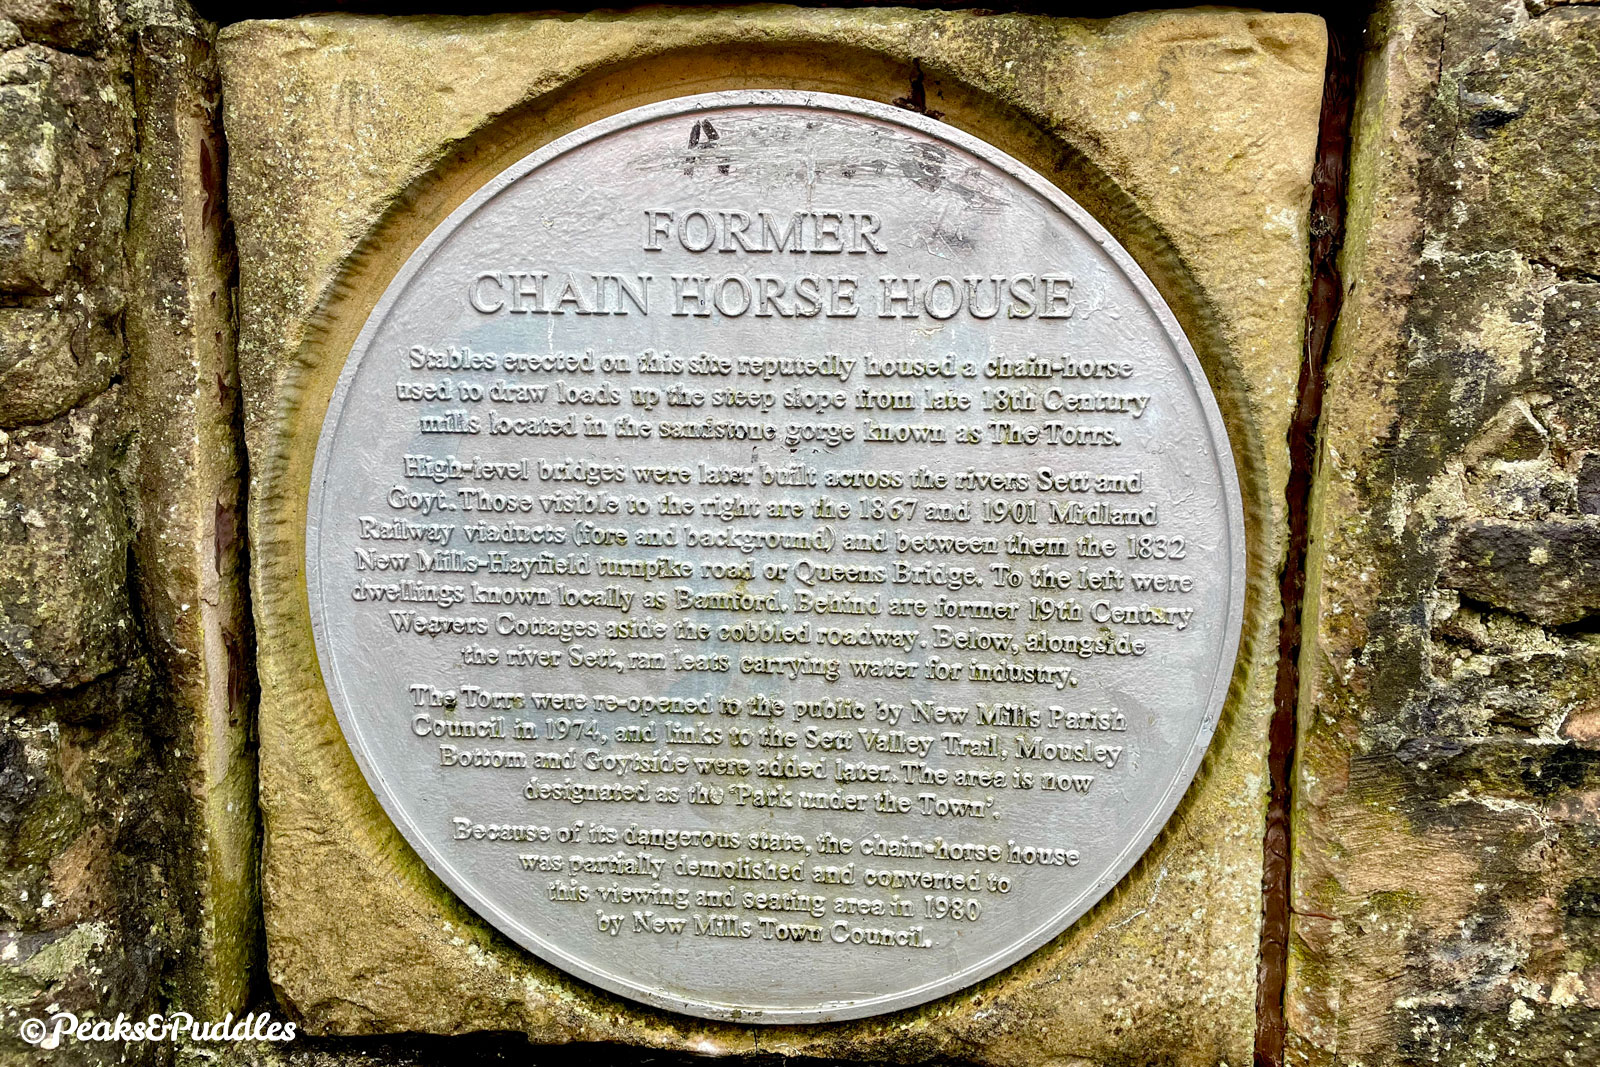 FORMER
CHAIN HORSE HOUSE
Stables erected on this site reputedly housed a chain-horse
used to draw loads up the steep slope from late 18th Century
mills located in the sandstone gorge known as The Torrs.
High-level bridges were later built across the rivers Sett and
Goyt. Those visible to the right are the 1867 and 1901 Midland
Railway viaducts (fore and background) and between them the 1832
New Mills-Hayfield turnpike road or Queens Bridge. To the left were
dwellings known locally as Bamford. Behind are former 19th Century
Weavers Cottages aside the cobbled roadway. Below, alongside
the river Sett, ran leats carrying water for industry.
The Torrs were re-opened to the public by New Mills Parish
Council in 1974, and links to the Sett Valley Trail, Mousley
Bottom and Goytside were added later. The area is now
designated as the 'Park under the Town'.
Because of its dangerous state, the chain-horse house
was partially demolished and converted to
this viewing and seating area in 1980
by New Mills Town Council.
©Peaks&Puddles